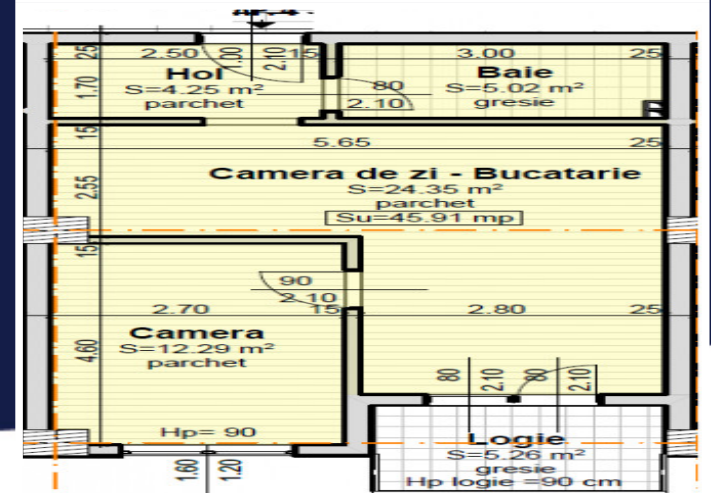 2.50
15
3.00
25
25
1.00
2.10
Hol
S=4.25 m²
parchet
1.70
80
2.10
Baie
S=5.02 m²
gresie
15
5.65
25
Camera de zi - Bucatarie
S=24.35 m²
parchet
Su=45.91 mp
2.55
15
90
2.10
2.70
15
2.80
25
Camera
S=12.29 m²
parchet
4.60
80
2.10
80
2.10
Hp= 90
1.60
1.20
Logie
S=5.26 m²
gresie
Hp logie =90 cm